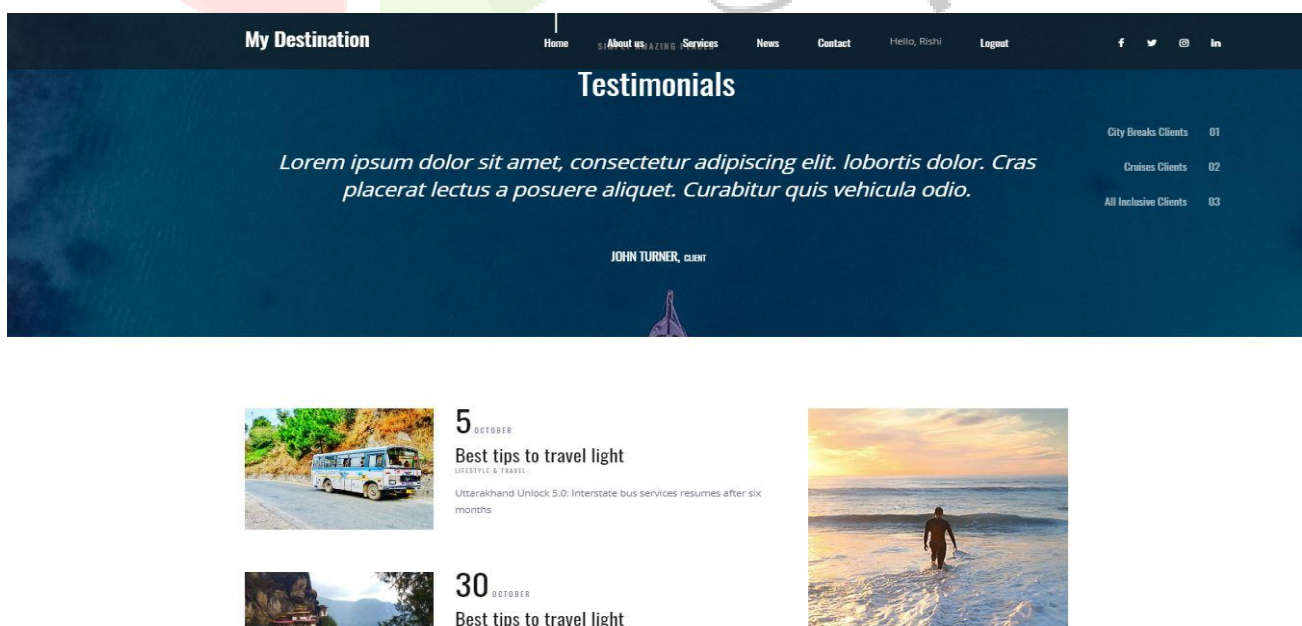 My Destination
Home About us Services News Contact Hello, Rishi Logout
SIMPLY AMAZING PLACES
Testimonials
City Breaks Clients 01
Cruises Clients 02
All Inclusive Clients 03
Lorem ipsum dolor sit amet, consectetur adipiscing elit. lobortis dolor. Cras
placerat lectus a posuere aliquet. Curabitur quis vehicula odio.
JOHN TURNER, CLIENT
5 OCTOBER
Best tips to travel light
LIFESTYLE & TRAVEL
Uttarakhand Unlock 5.0: Interstate bus services resumes after six
months
30 OCTOBER
Best tips to travel light